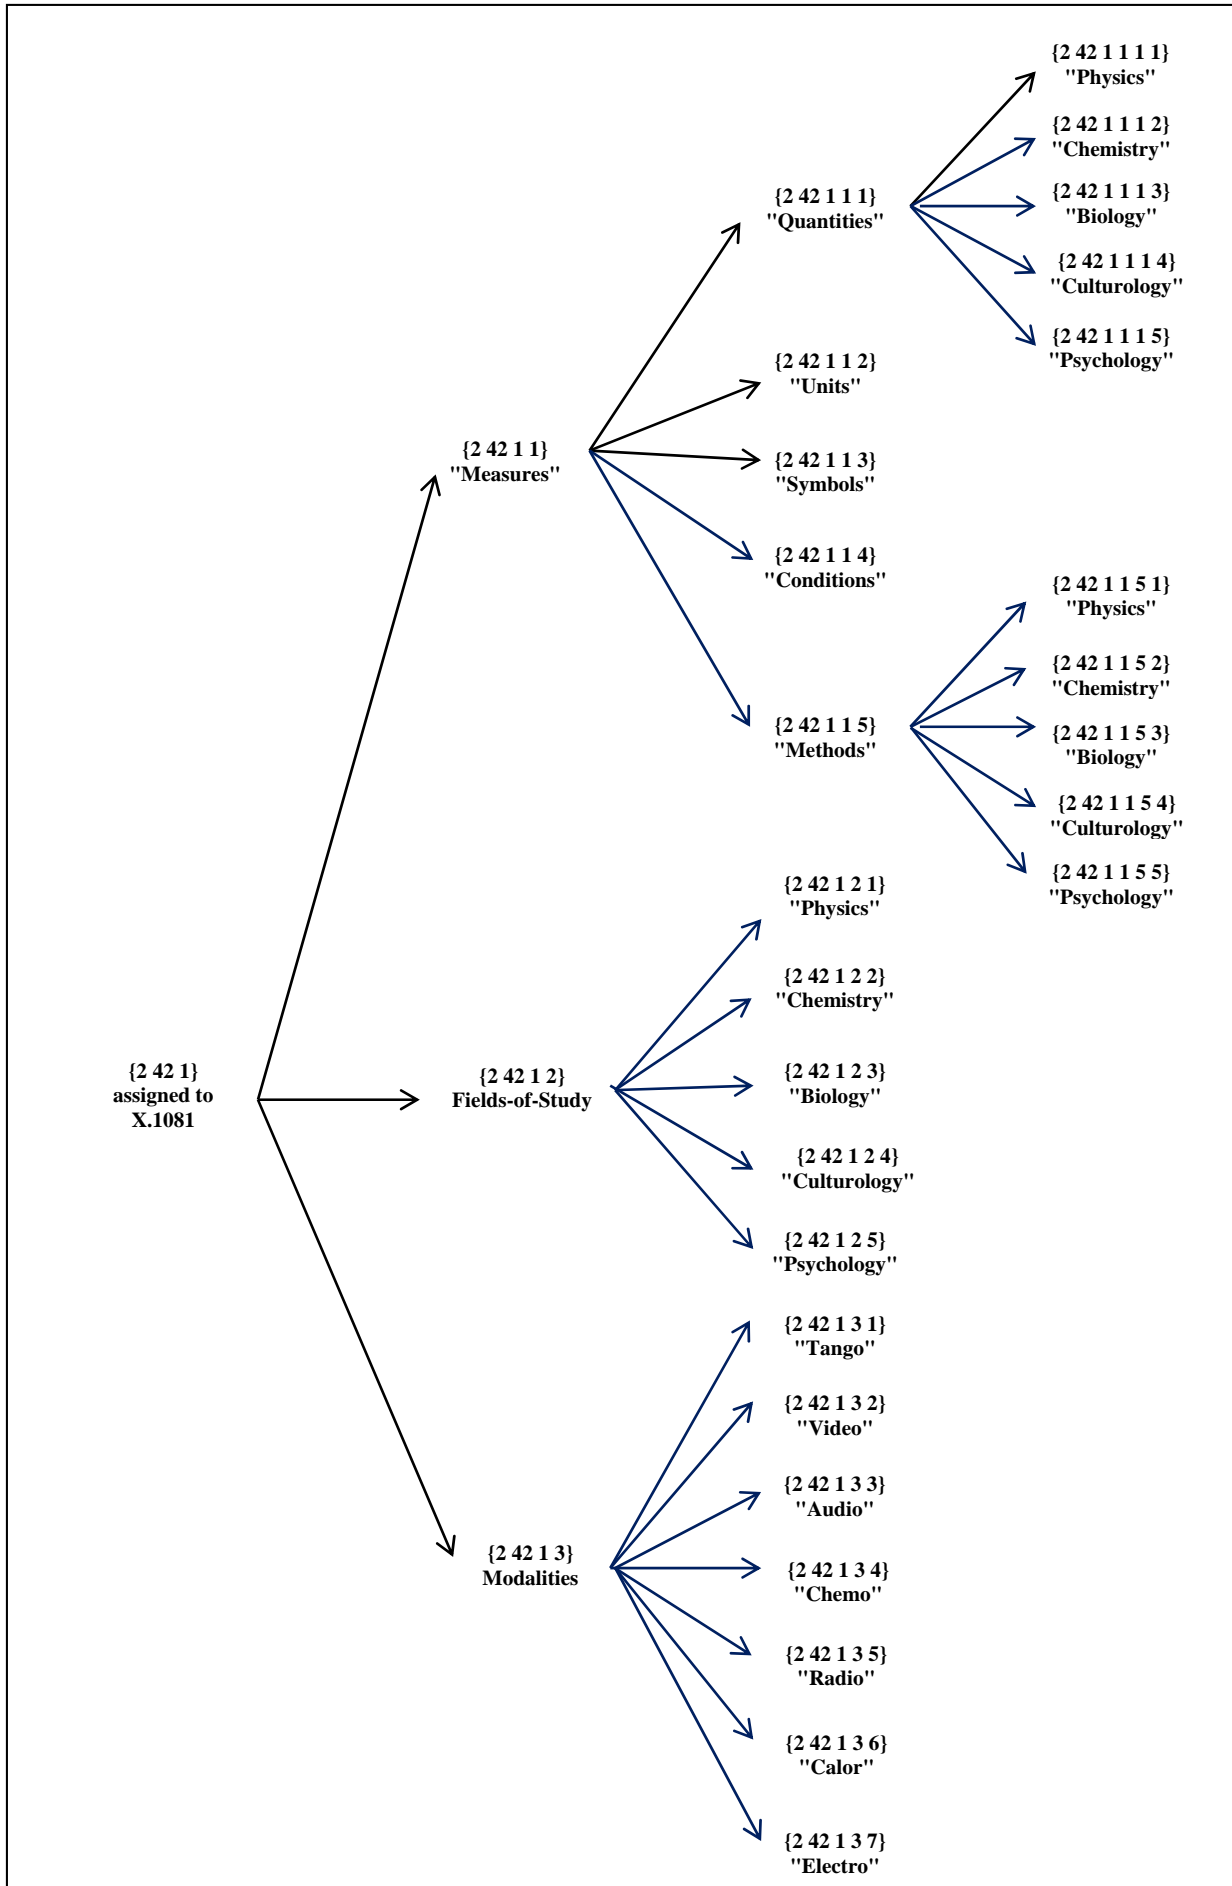 {2 42 1 1 1 1}
"Physics"
{2 42 1 1 1 2}
"Chemistry"
{2 42 1 1 1 3}
"Biology"
{2 42 1 1 1 4}
"Culturology"
{2 42 1 1 1 5}
"Psychology"
{2 42 1 1 1}
"Quantities"
{2 42 1 1 2}
"Units"
{2 42 1 1 3}
"Symbols"
{2 42 1 1 4}
"Conditions"
{2 42 1 1 5}
"Methods"
{2 42 1 1}
"Measures"
{2 42 1 1 5 1}
"Physics"
{2 42 1 1 5 2}
"Chemistry"
{2 42 1 1 5 3}
"Biology"
{2 42 1 1 5 4}
"Culturology"
{2 42 1 1 5 5}
"Psychology"
{2 42 1 2 1}
"Physics"
{2 42 1 2 2}
"Chemistry"
{2 42 1 2 3}
"Biology"
{2 42 1 2 4}
"Culturology"
{2 42 1 2 5}
"Psychology"
{2 42 1}
assigned to
X.1081
{2 42 1 2}
Fields-of-Study
{2 42 1 3 1}
"Tango"
{2 42 1 3 2}
"Video"
{2 42 1 3 3}
"Audio"
{2 42 1 3 4}
"Chemo"
{2 42 1 3 5}
"Radio"
{2 42 1 3 6}
"Calor"
{2 42 1 3 7}
"Electro"
{2 42 1 3}
Modalities